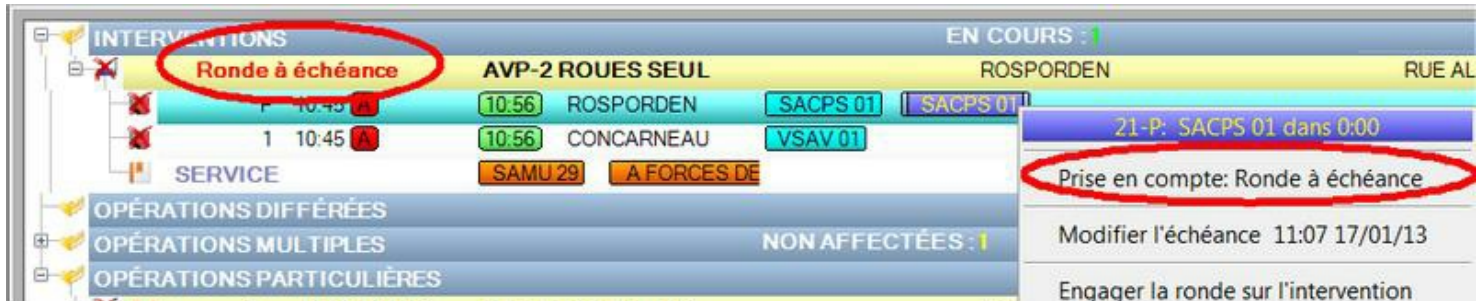 INTERVENTIONS EN COURS : 1
Ronde à échéance AVP-2 ROUES SEUL ROSPORDEN RUE AL
10:45 A 10:56 ROSPORDEN SACPS 01 SACPS 01
1 10:45 A 10:56 CONCARNEAU VSAV 01
SERVICE SAMU 29 A FORCES DE
OPÉRATIONS DIFFÉRÉES
OPÉRATIONS MULTIPLES NON AFFECTÉES : 1
OPÉRATIONS PARTICULIÈRES
21-P: SACPS 01 dans 0:00
Prise en compte: Ronde à échéance
Modifier l'échéance 11:07 17/01/13
Engager la ronde sur l'intervention